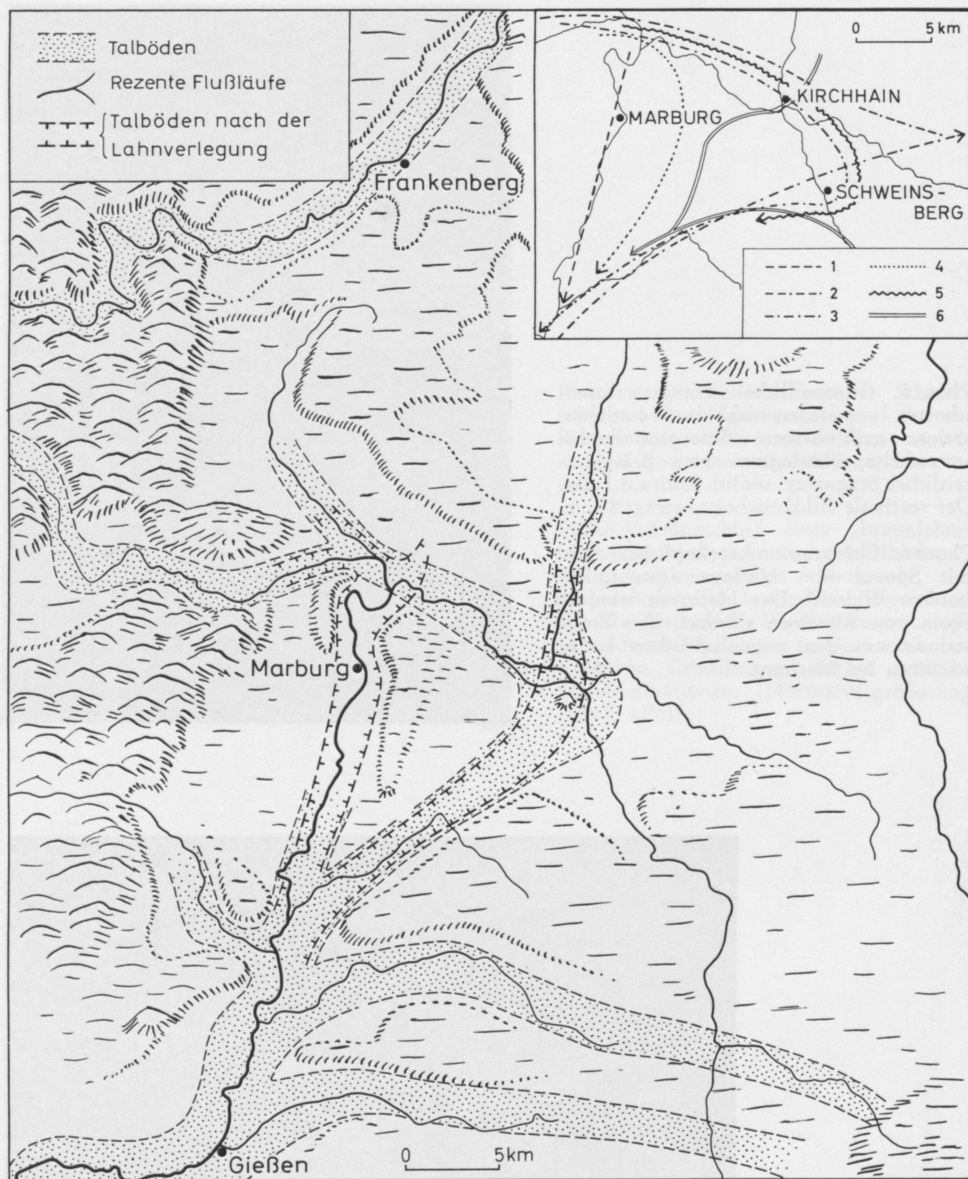 Talböden
Rezente Flußläufe
Talböden nach der
Lahnverlegung
0 5 km
KIRCHHAIN
MARBURG
SCHWEINS-
BERG
1
2
3
4
5
6
Frankenberg
Marburg
Gießen
0 5km